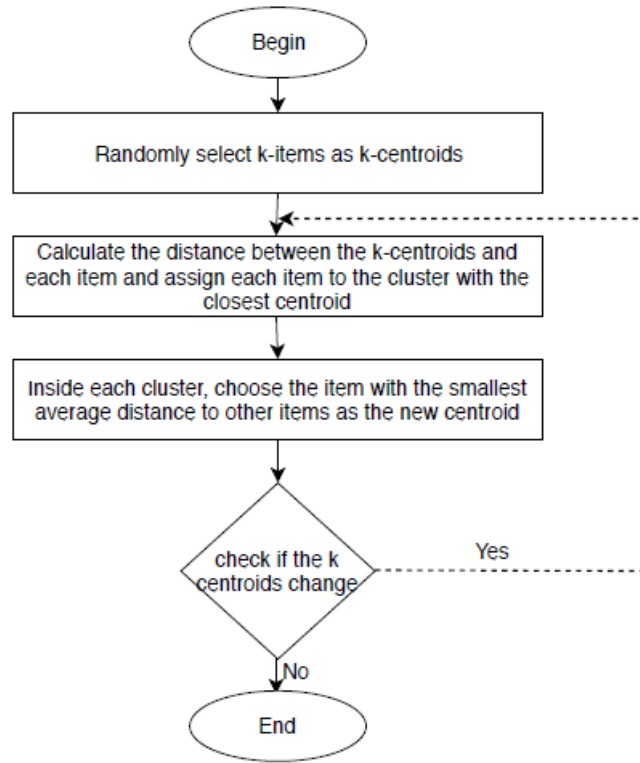 Begin
Randomly select k-items as k-centroids
Calculate the distance between the k-centroids and
each item and assign each item to the cluster with the
closest centroid
Inside each cluster, choose the item with the smallest
average distance to other items as the new centroid
check if the k
centroids change
Yes
No
End